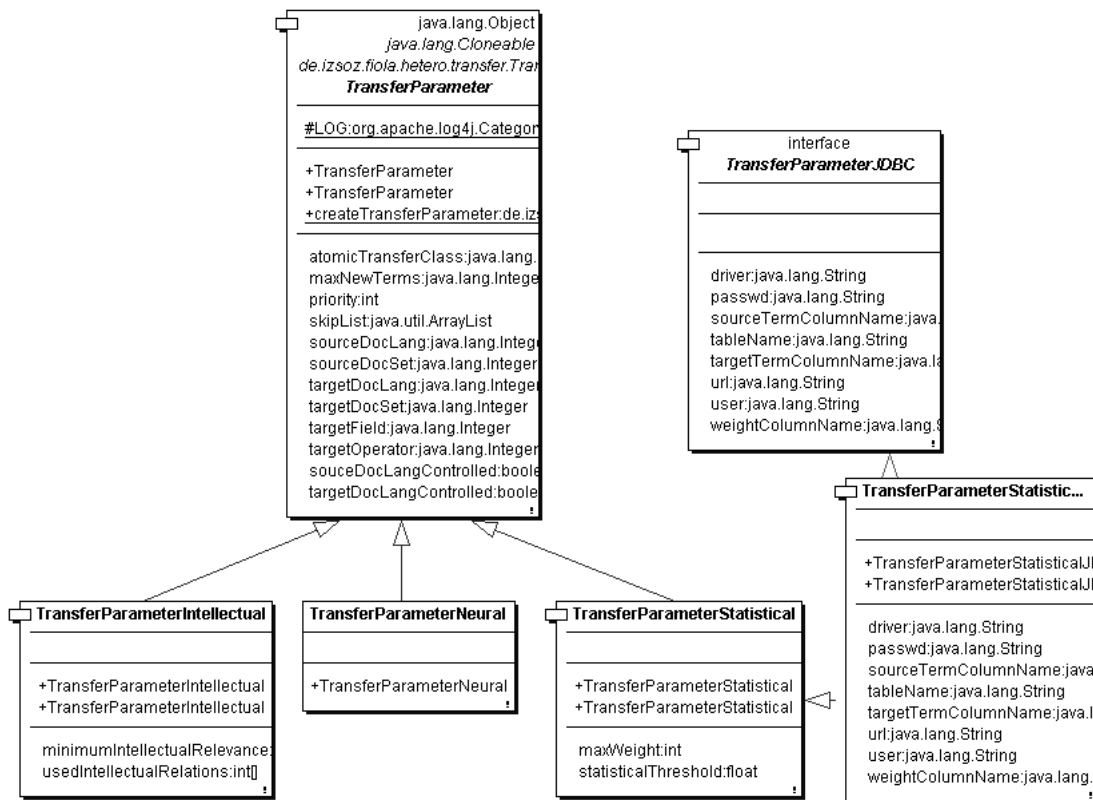 java.lang.Object
java.lang.Cloneable
de.izsoz.fiola.hetero.transfer.Tran
TransferParameter
#LOG:org.apache.log4j.Categor
+TransferParameter
+TransferParameter
+createTransferParameter:de.izs
atomicTransferClass:java.lang.
maxNewTerms:java.lang.Intege
priority:int
skipList:java.util.ArrayList
sourceDocLang:java.lang.Intege
sourceDocSet:java.lang.Integer
targetDocLang:java.lang.Integer
targetDocSet:java.lang.Integer
targetField:java.lang.Integer
targetOperator:java.lang.Integer
souceDocLangControlled:boole
targetDocLangControlled:boole
!
interface
TransferParameterJDBC
driver:java.lang.String
passwd:java.lang.String
sourceTermColumnName:java.
tableName:java.lang.String
targetTermColumnName:java.la
url:java.lang.String
user:java.lang.String
weightColumnName:java.lang.S
!
TransferParameterIntellectual
+TransferParameterIntellectual
+TransferParameterIntellectual
minimumIntellectualRelevance:
usedIntellectualRelations:int[]
!
TransferParameterNeural
+TransferParameterNeural
!
TransferParameterStatistical
+TransferParameterStatistical
+TransferParameterStatistical
maxWeight:int
statisticalThreshold:float
!
TransferParameterStatistic...
+TransferParameterStatisticalJI
+TransferParameterStatisticalJI
driver:java.lang.String
passwd:java.lang.String
sourceTermColumnName:java
tableName:java.lang.String
targetTermColumnName:java.l
url:java.lang.String
user:java.lang.String
weightColumnName:java.lang.
!